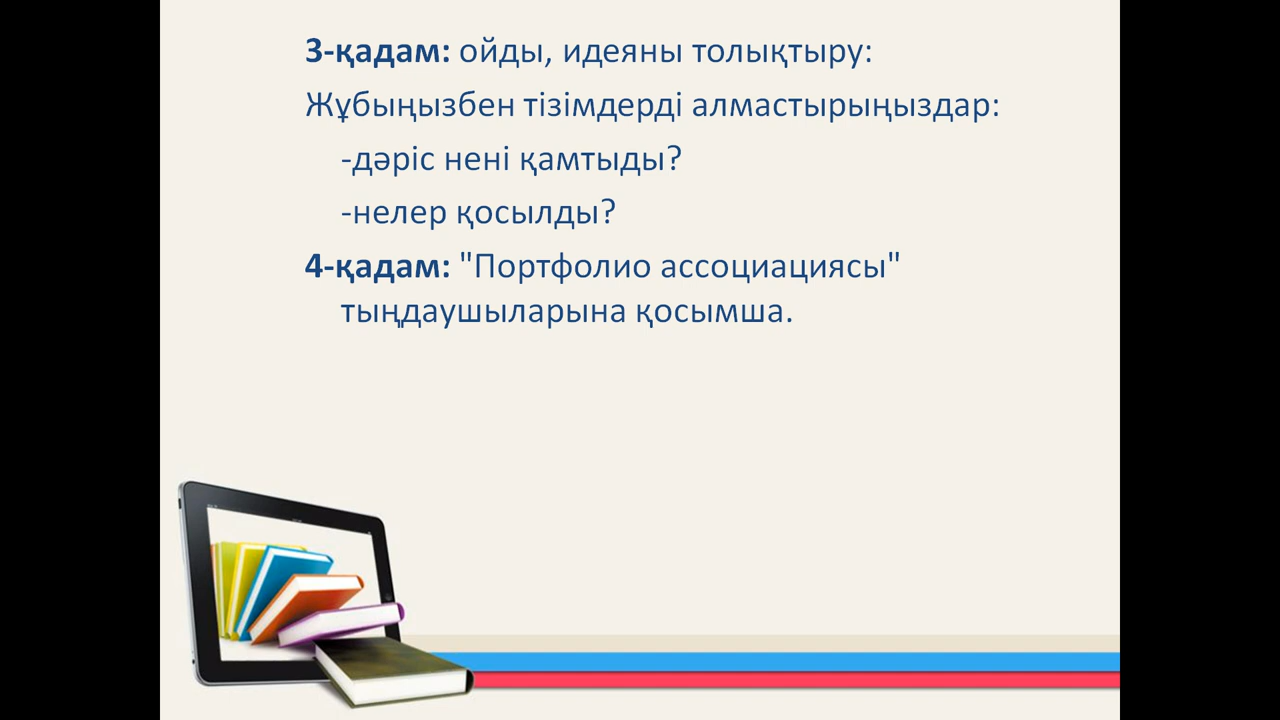 3-қадам: ойды, идеяны толықтыру:
Жұбыңызбен тізімдерді алмастырыңыздар:
-дәріс нені қамтыды?
-нелер қосылды?
4-қадам: "Портфолио ассоциациясы"
тыңдаушыларына қосымша.